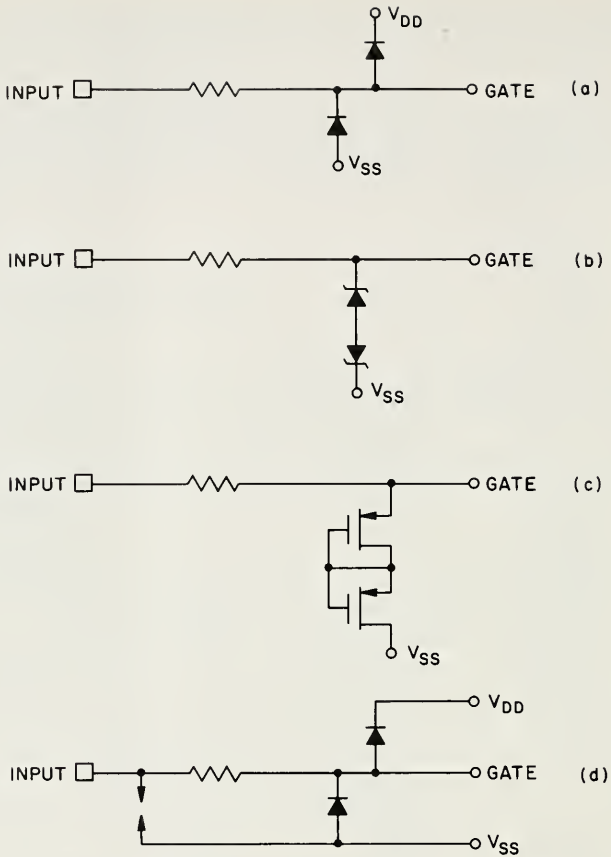 V_DD
INPUT GATE (a)
V_SS
INPUT GATE (b)
V_SS
INPUT GATE (c)
V_SS
V_DD
INPUT GATE (d)
V_SS